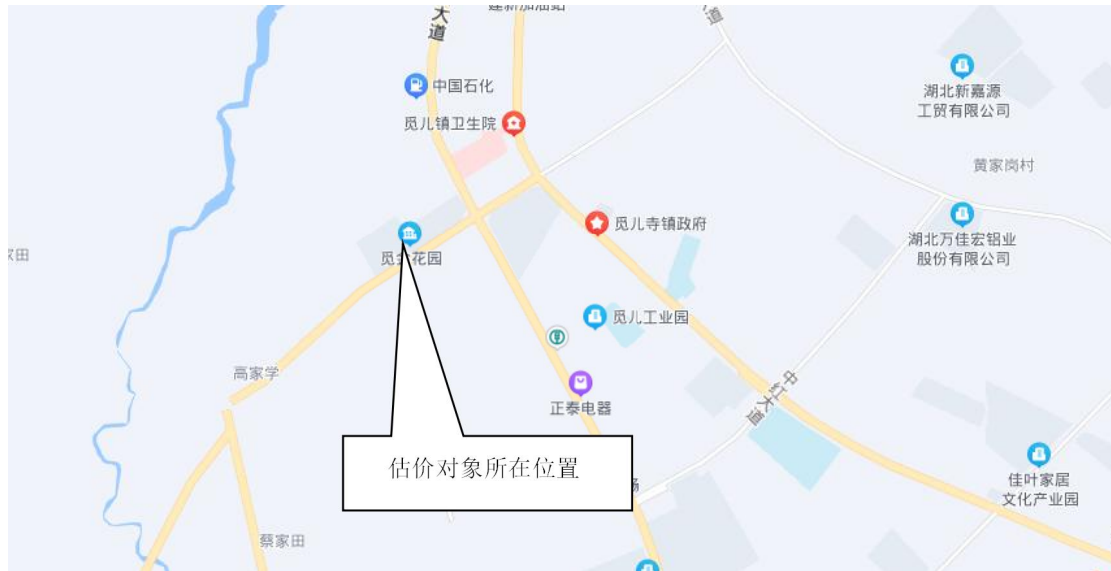 大道
建新加油站
道
中国石化
觅儿镇卫生院
湖北新嘉源
工贸有限公司
黄家岗村
觅儿寺镇政府
湖北万佳宏铝业
股份有限公司
家田
花园
觅儿工业园
高家学
正泰电器
中红大道
估价对象所在位置
佳叶家居
文化产业园
蔡家田